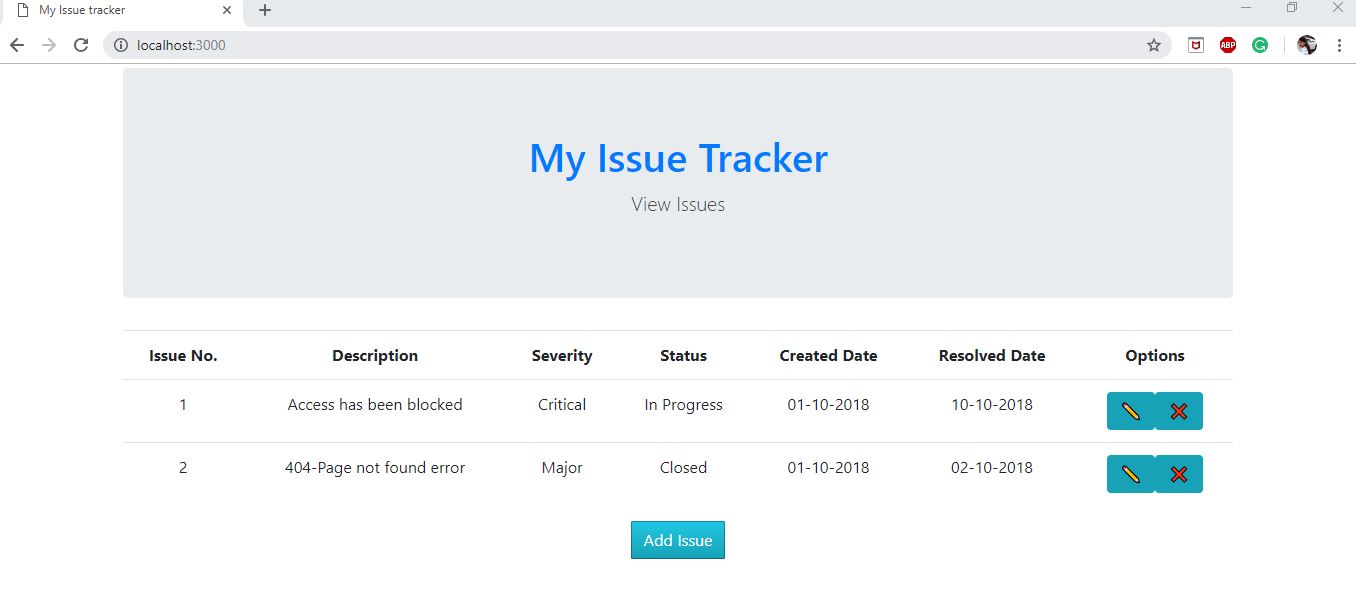 My Issue tracker
localhost:3000
ABP
My Issue Tracker
View Issues
Issue No. Description Severity Status Created Date Resolved Date Options
1 Access has been blocked Critical In Progress 01-10-2018 10-10-2018
2 404-Page not found error Major Closed 01-10-2018 02-10-2018
Add Issue